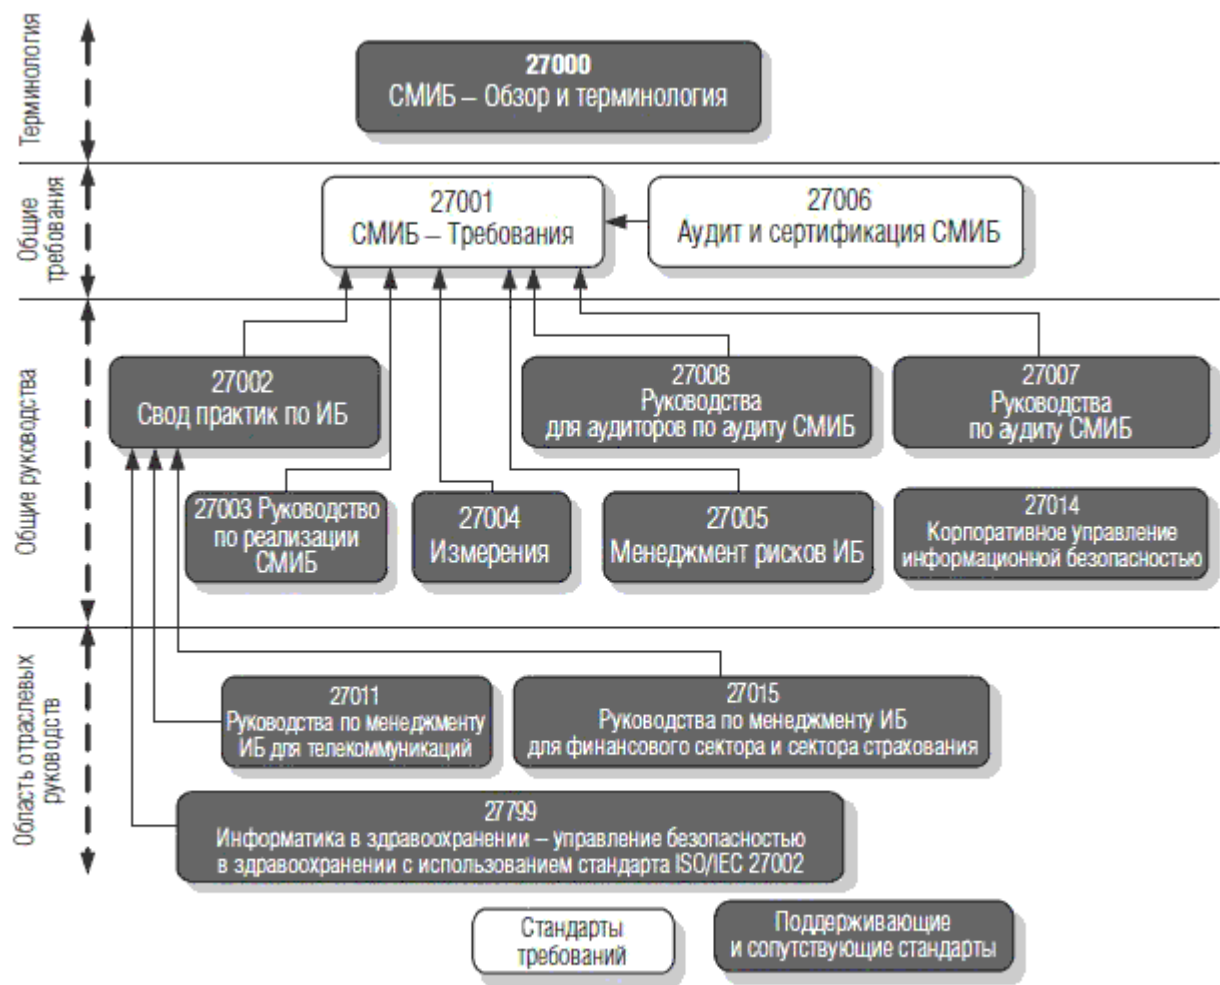 Терминология
27000
СМИБ – Обзор и терминология
Общие
требования
27001
СМИБ – Требования
27006
Аудит и сертификация СМИБ
Общие руководства
27002
Свод практик по ИБ
27008
Руководства
для аудиторов по аудиту СМИБ
27007
Руководства
по аудиту СМИБ
27003 Руководство
по реализации
СМИБ
27004
Измерения
27005
Менеджмент рисков ИБ
27014
Корпоративное управление
информационной безопасностью
Область отраслевых
руководств
27011
Руководства по менеджменту
ИБ для телекоммуникаций
27015
Руководства по менеджменту ИБ
для финансового сектора и сектора страхования
27799
Информатика в здравоохранении – управление безопасностью
в здравоохранении с использованием стандарта ISO/IEC 27002
Стандарты
требований
Поддерживающие
и сопутствующие стандарты